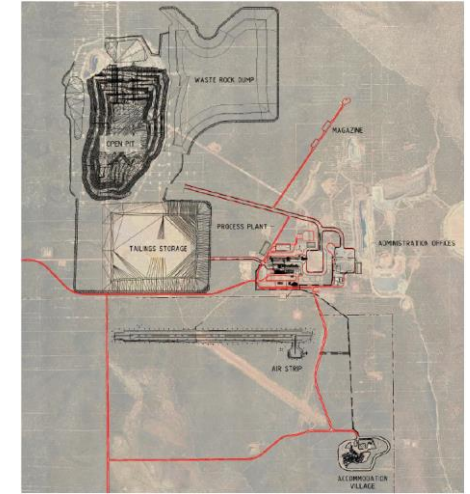 WASTE ROCK DUMP
MAGAZINE
OPEN PIT
PROCESS PLANT
ADMINISTRATION OFFICES
TAILINGS STORAGE
AIR STRIP
ACCOMMODATION
VILLAGE